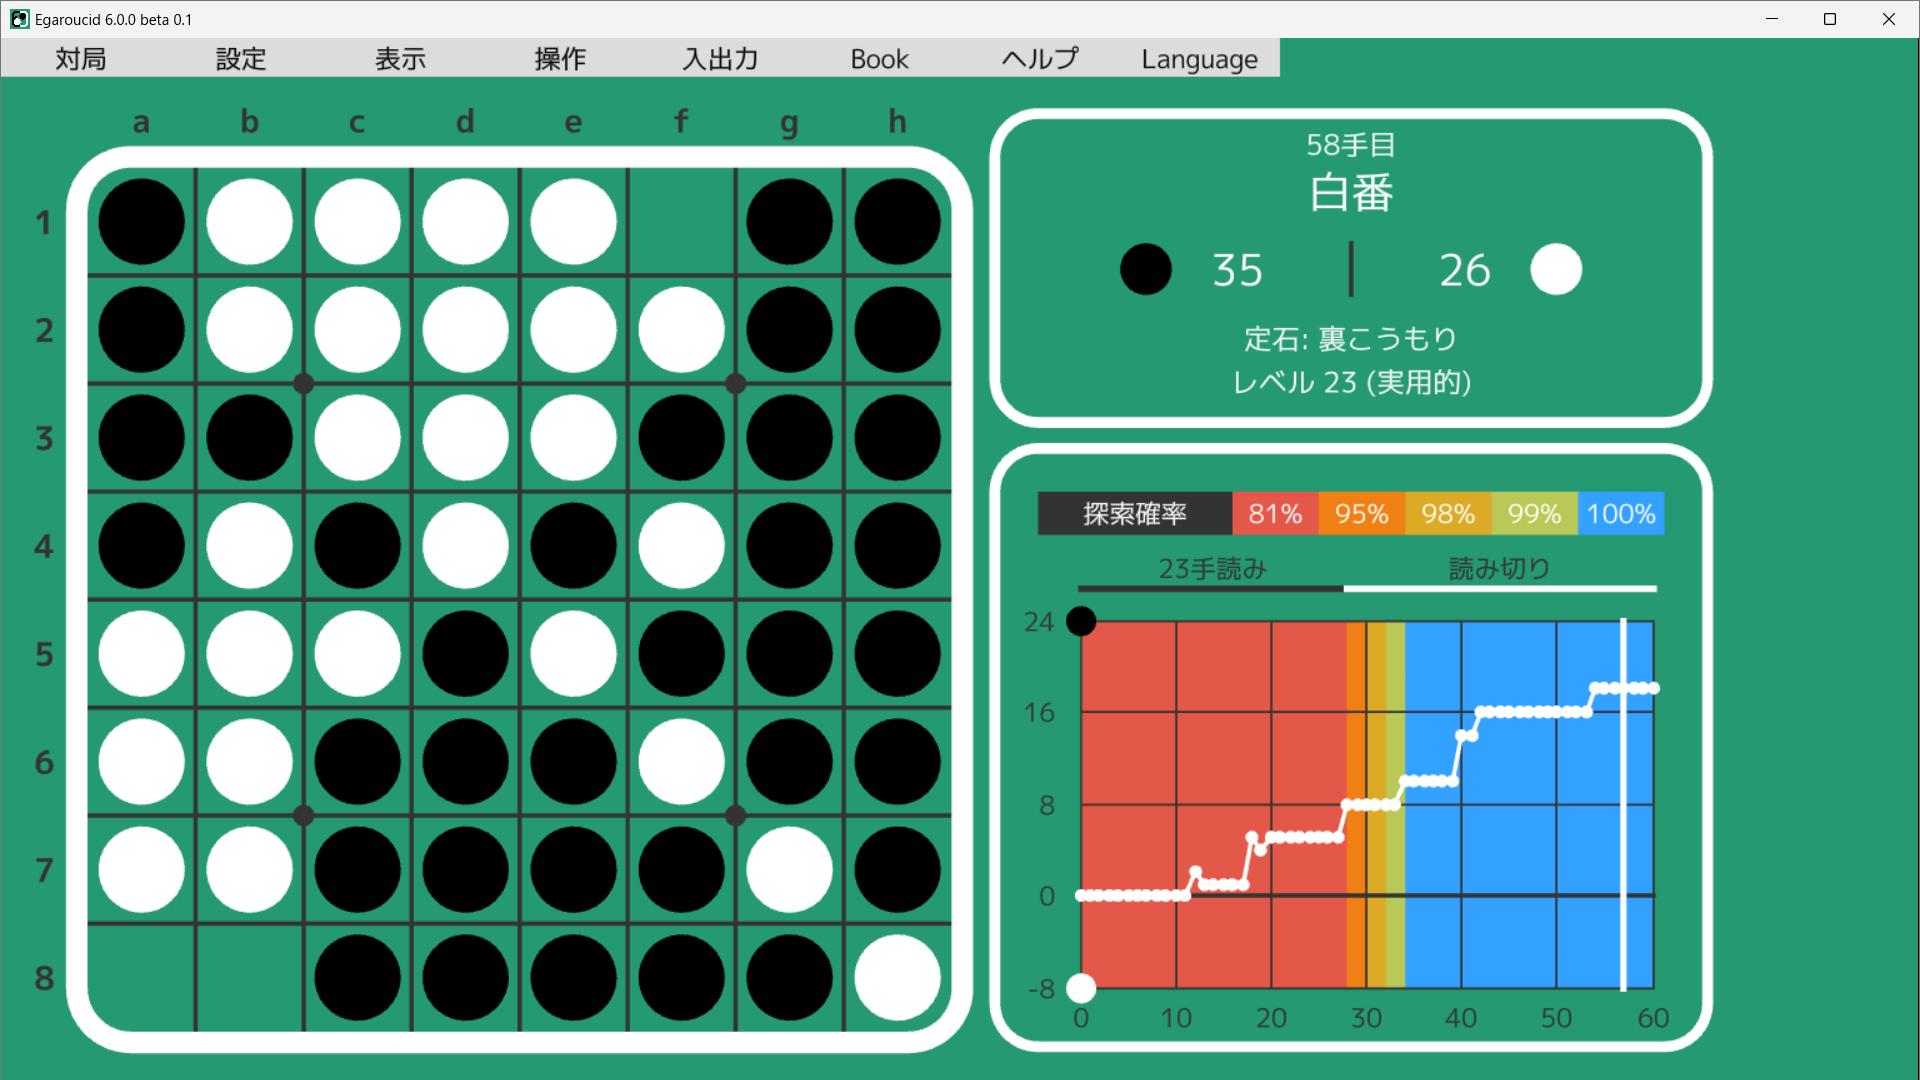 Egaroucid 6.0.0 beta 0.1
対局 設定 表示 操作 入出力 Book ヘルプ Language
a b c d e f g h
1
2
3
4
5
6
7
8
58手目
白番
35 26
定石: 裏こうもり
レベル 23 (実用的)
探索確率 81% 95% 98% 99% 100%
23手読み 読み切り
24
16
8
0
-8
0 10 20 30 40 50 60